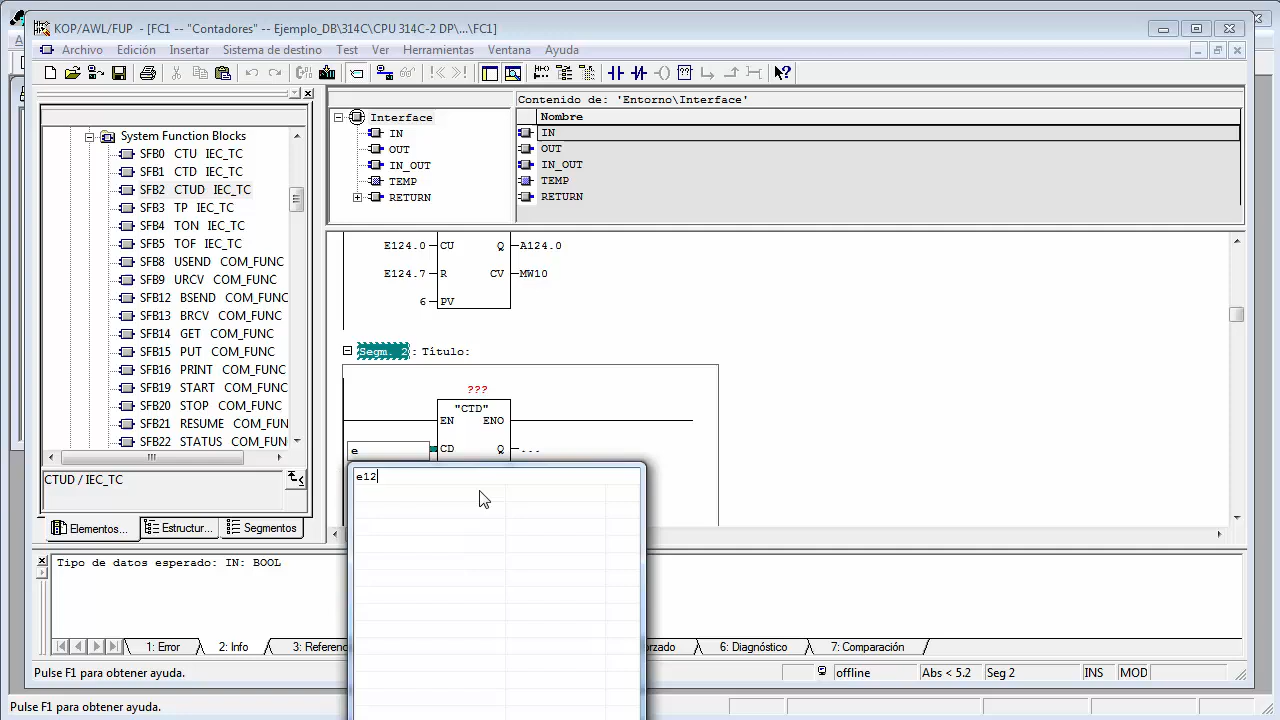 KOP/AWL/FUP - [FC1 -- "Contadores" -- Ejemplo_DB\314C\CPU 314C-2 DP\...\FC1]
Archivo Edición Insertar Sistema de destino Test Ver Herramientas Ventana Ayuda
System Function Blocks
SFB0 CTU IEC_TC
SFB1 CTD IEC_TC
SFB2 CTUD IEC_TC
SFB3 TP IEC_TC
SFB4 TON IEC_TC
SFB5 TOF IEC_TC
SFB8 USEND COM_FUNC
SFB9 URCV COM_FUNC
SFB12 BSEND COM_FUNC
SFB13 BRCV COM_FUNC
SFB14 GET COM_FUNC
SFB15 PUT COM_FUNC
SFB16 PRINT COM_FUNC
SFB19 START COM_FUNC
SFB20 STOP COM_FUNC
SFB21 RESUME COM_FUNC
SFB22 STATUS COM_FUN
CTUD / IEC_TC
Elementos... Estructur... Segmentos
Interface
IN
OUT
IN_OUT
TEMP
RETURN
Contenido de: 'Entorno\Interface'
Nombre
IN
OUT
IN_OUT
TEMP
RETURN
E124.0 CU Q A124.0
E124.7 R CV MW10
6 PV
Segm. 2 : Título:
???
"CTD"
EN ENO
e CD Q ...
e12
Tipo de datos esperado: IN: BOOL
1: Error 2: Info 3: Referenc orzado 6: Diagnóstico 7: Comparación
Pulse F1 para obtener ayuda. offline Abs < 5.2 Seg 2 INS MOD
Pulse F1 para obtener ayuda.